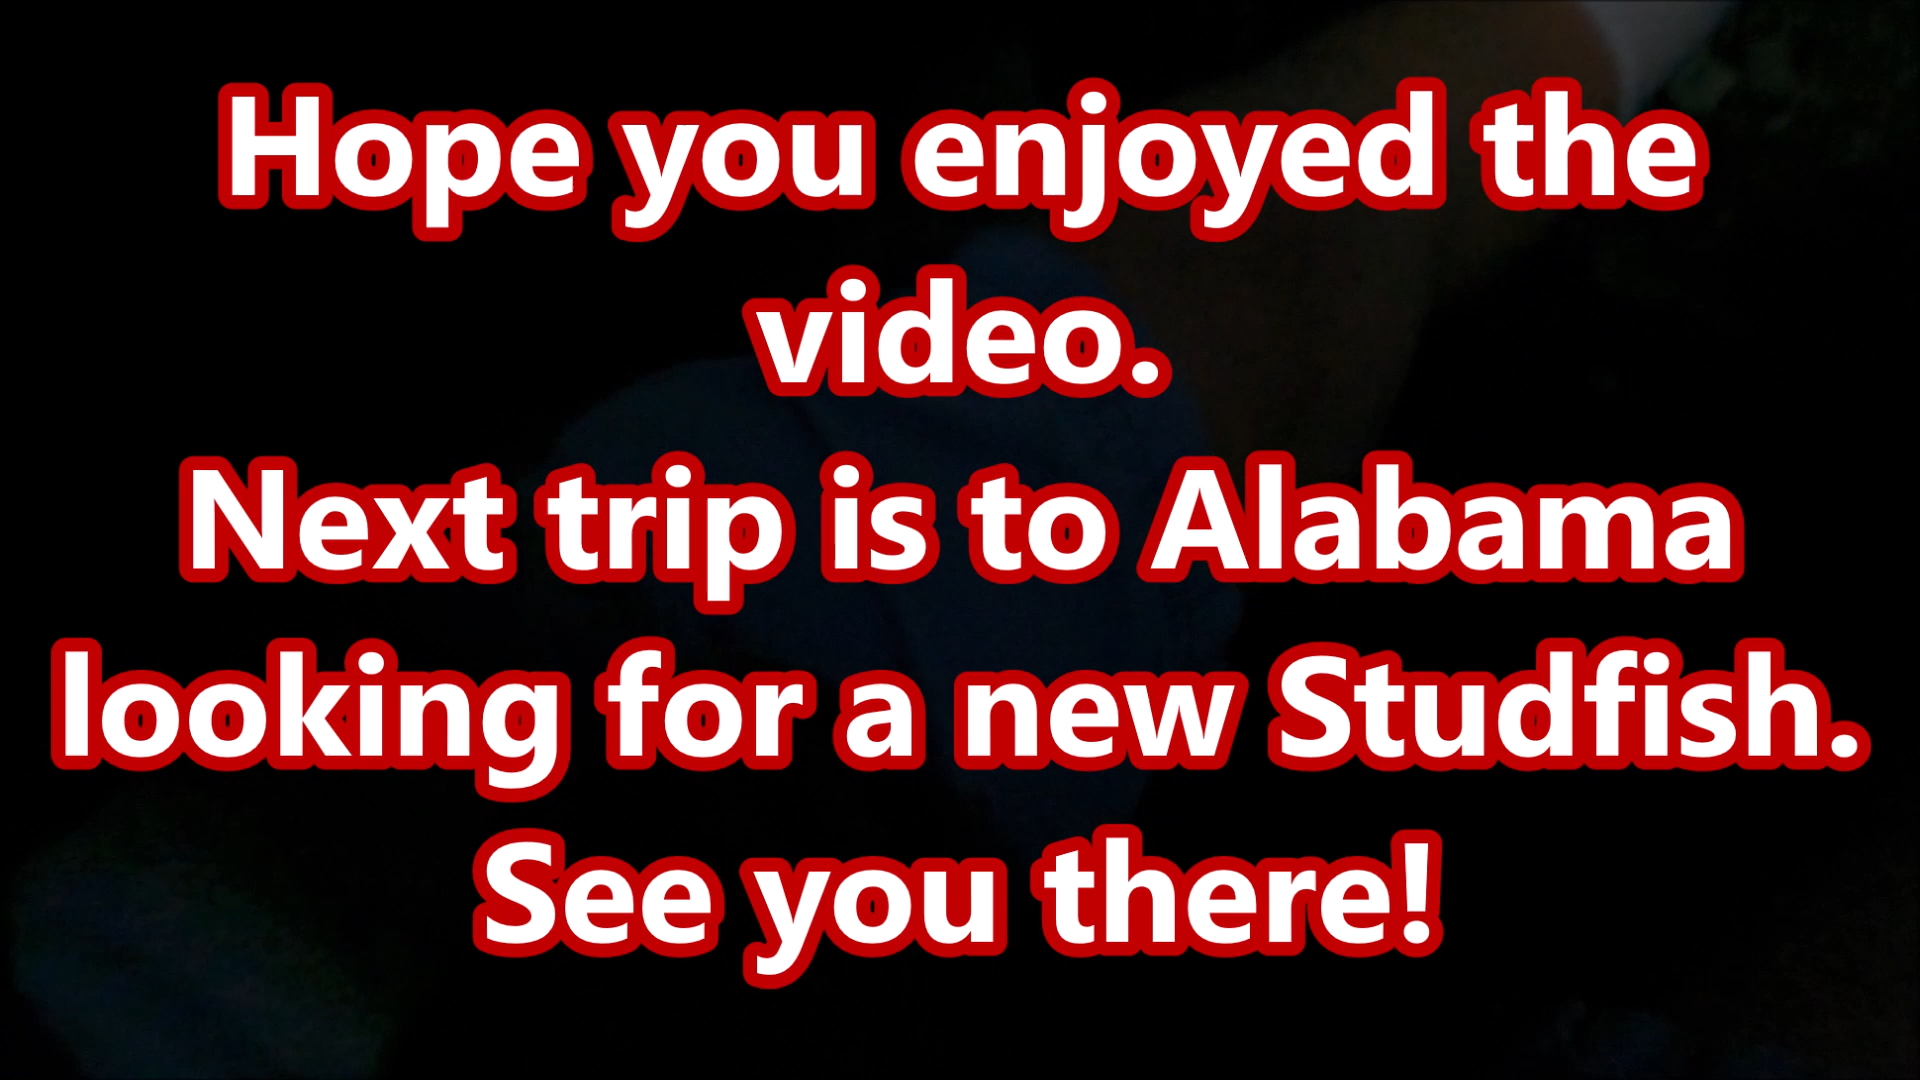 Hope you enjoyed the
video.
Next trip is to Alabama
looking for a new Studfish.
See you there!